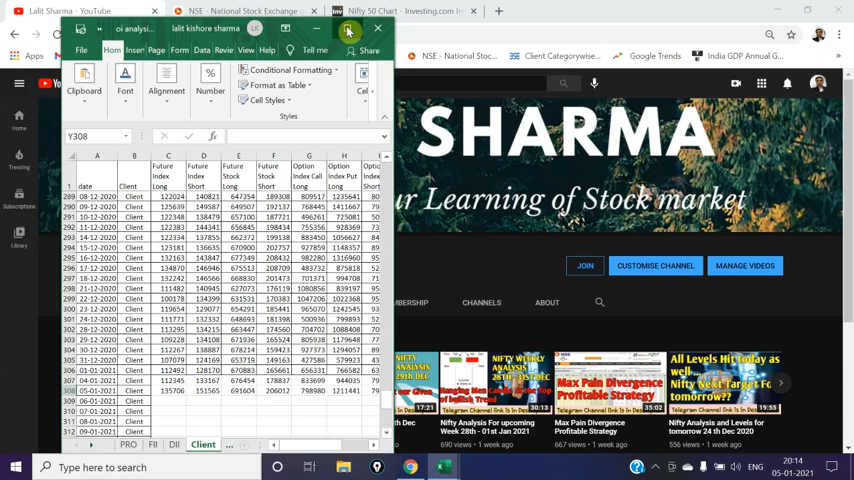 Lalit Sharma - YouTube
NSE - National Stock Exchange o
Nifty 50 Chart - Investing.com In
oi analysi...
lalit kishore sharma
LK
Apps
NSE - National Stoc...
Client Categorywise...
Google Trends
India GDP Annual G...
File Hom Insert Page Form Data Revie View Help Tell me Share
Clipboard
Font
Alignment
Number
Conditional Formatting
Format as Table
Cell Styles
Styles
Cel
Y308
fx
A B C D E F G H
1 date Client Future Index Long Future Index Short Future Stock Long Future Stock Short Option Index Call Long Option Index Put Long
289 08-12-2020 Client 122024 140821 647354 189308 809517 1235641 80
290 09-12-2020 Client 125639 149587 649507 192137 768445 1411667 79
291 10-12-2020 Client 122348 138479 657100 187721 496261 725081 50
292 11-12-2020 Client 122383 144341 656845 198434 755356 928369 73
293 14-12-2020 Client 122334 137855 662372 199138 883450 1056627 84
294 15-12-2020 Client 123181 136635 670900 202757 927859 1148357 89
295 16-12-2020 Client 132163 143847 677349 208432 982280 1316960
296 17-12-2020 Client 134870 146946 675513 208709 483732 875818 52
297 18-12-2020 Client 132242 146566 668830 201473 701371 994708 71
298 21-12-2020 Client 111482 120945 627073 176119 1080856 839197
299 22-12-2020 Client 100178 134399 631531 170383 1047206 1022368 95
300 23-12-2020 Client 119654 129077 654291 185441 965070 1242545
301 24-12-2020 Client 111771 132332 648693 181398 500936 799893
302 28-12-2020 Client 113295 134215 663447 174560 704702 1088408
303 29-12-2020 Client 109228 134108 671936 165524 805938 1179648
304 30-12-2020 Client 112267 138887 678214 159423 927373 1294057 89
305 31-12-2020 Client 107079 124169 653719 149163 427586 579923 43
306 01-01-2021 Client 112492 128170 670883 165661 656331 766582
307 04-01-2021 Client 112345 133167 676454 178837 833699 944035 79
308 05-01-2021 Client 135706 151565 691604 206012 798980 1211441 79
309 06-01-2021 Client
310 07-01-2021 Client
311 08-01-2021 Client
312 09-01-2021 Client
PRO FII DII Client ...
Home
Trending
Subscriptions
Library
SHARMA
ur Learning of Stock market
JOIN
CUSTOMISE CHANNEL
MANAGE VIDEOS
MBERSHIP CHANNELS ABOUT
17:21
NIFTY WEEKLY ANALYSIS
30:13
Max Pain Divergence
Profitable Strategy
35:02
All Levels Hit today as well...
Nifty Next Target For tomorrow??
19:55
Nifty Analysis For upcoming Week 28th - 01st Jan 2021
690 views • 1 week ago
Max Pain Divergence Profitable Strategy
667 views • 1 week ago
Nifty Analysis and Levels for tomorrow 24th Dec 2020
556 views • 1 week ago
Type here to search
ENG
20:14
05-01-2021